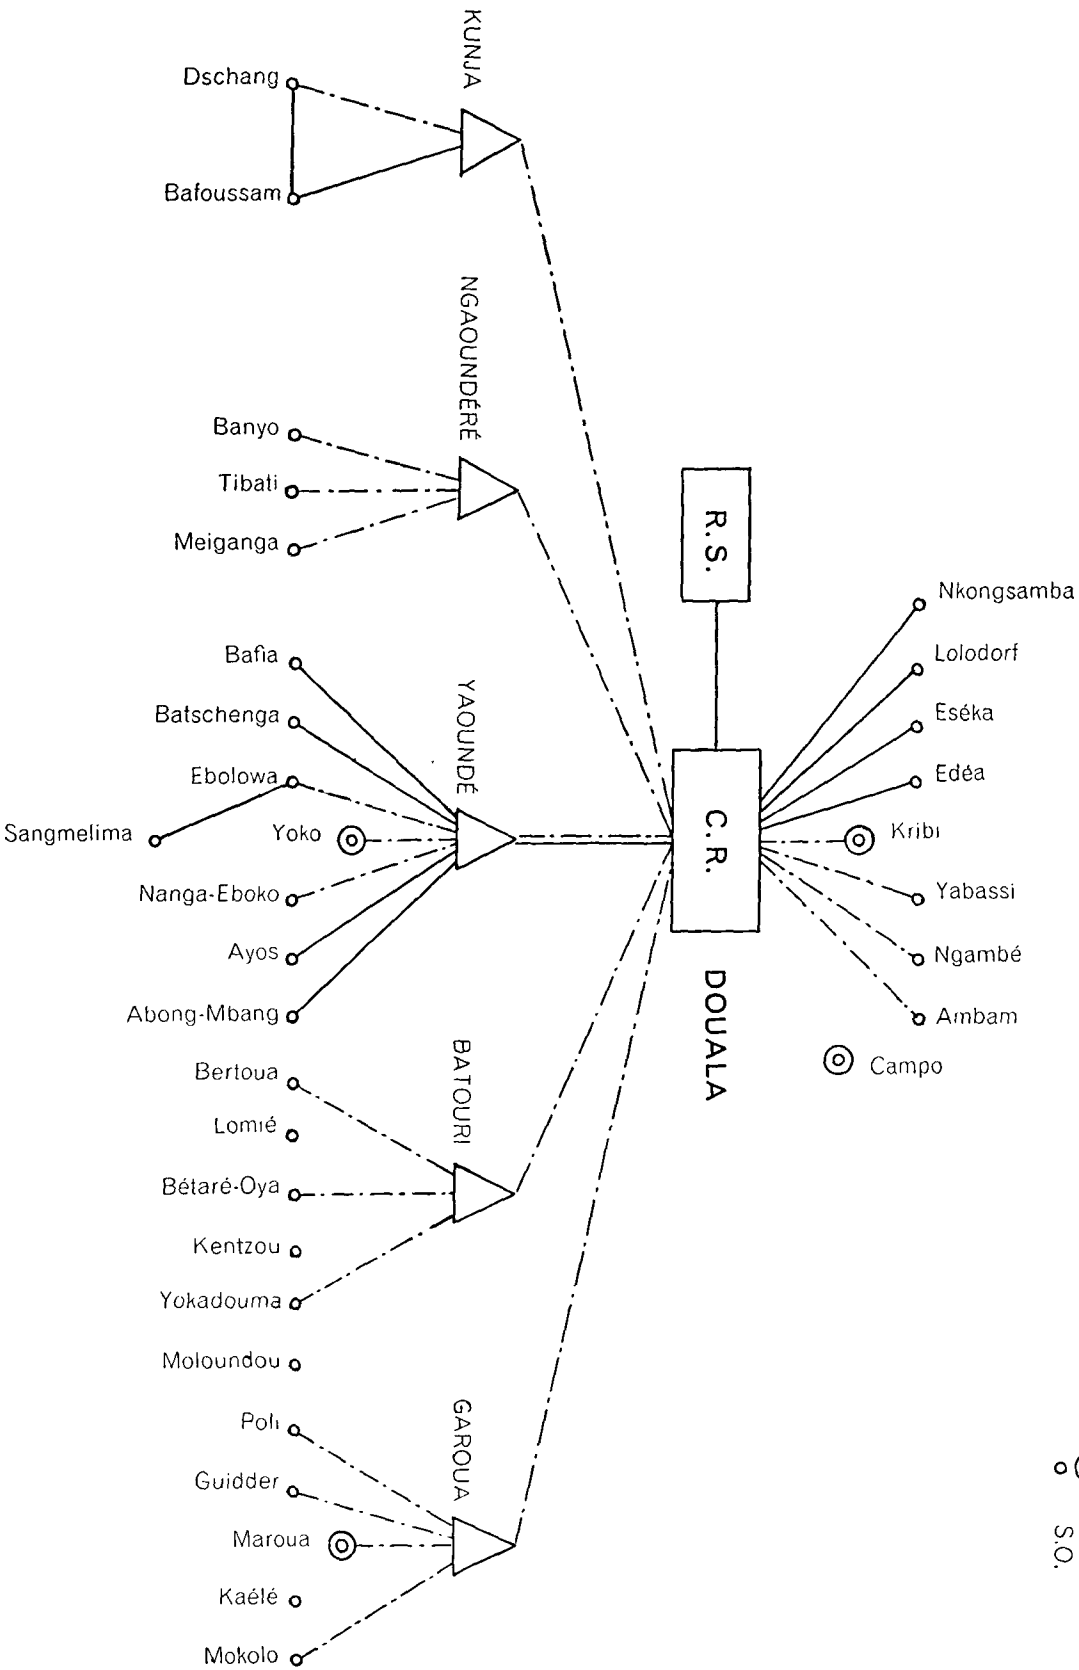 KUNJA
Dschang
Bafoussam
NGAOUNDÉRÉ
Banyo
Tibati
Meiganga
R.S.
Nkongsamba
Lolodorf
Eséka
Edéa
Kribi
Yabassi
Ngambé
Ambam
Campo
C.R.
DOUALA
YAOUNDÉ
Bafia
Batschenga
Ebolowa
Sangmelima
Yoko
Nanga-Eboko
Ayos
Abong-Mbang
BATOURI
Bertoua
Lomié
Bétaré-Oya
Kentzou
Yokadouma
Moloundou
GAROUA
Poli
Guidder
Maroua
Kaélé
Mokolo
S.O.